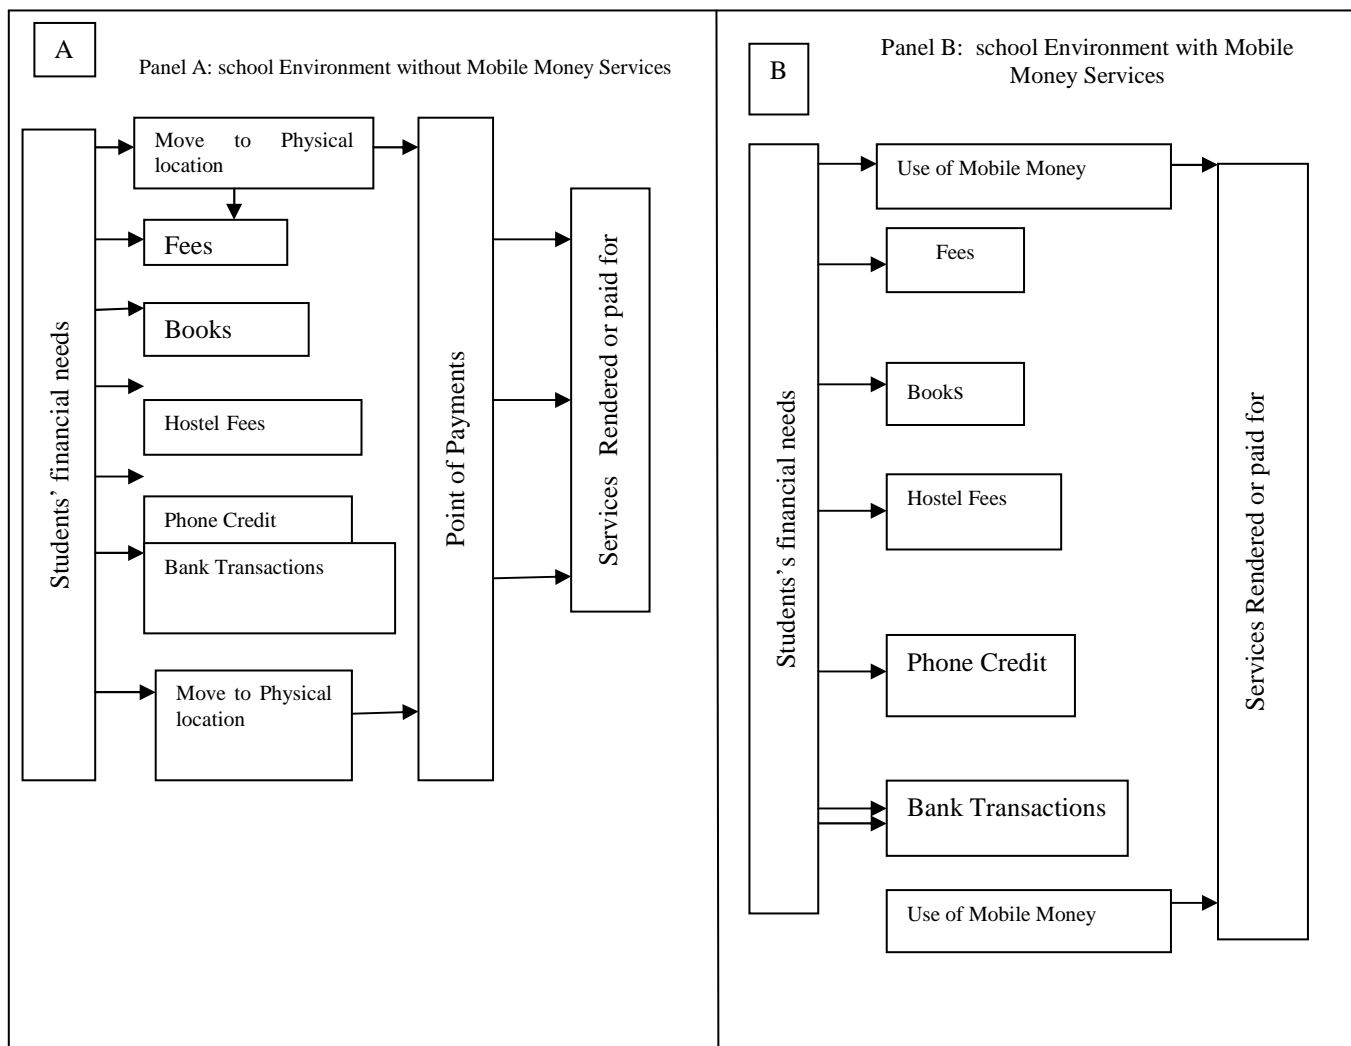 A
Panel A: school Environment without Mobile Money Services
Students' financial needs
Move to Physical
location
Fees
Books
Hostel Fees
Phone Credit
Bank Transactions
Move to Physical
location
Point of Payments
Services Rendered or paid for
B
Panel B: school Environment with Mobile
Money Services
Students's financial needs
Use of Mobile Money
Fees
Books
Hostel Fees
Phone Credit
Bank Transactions
Use of Mobile Money
Services Rendered or paid for